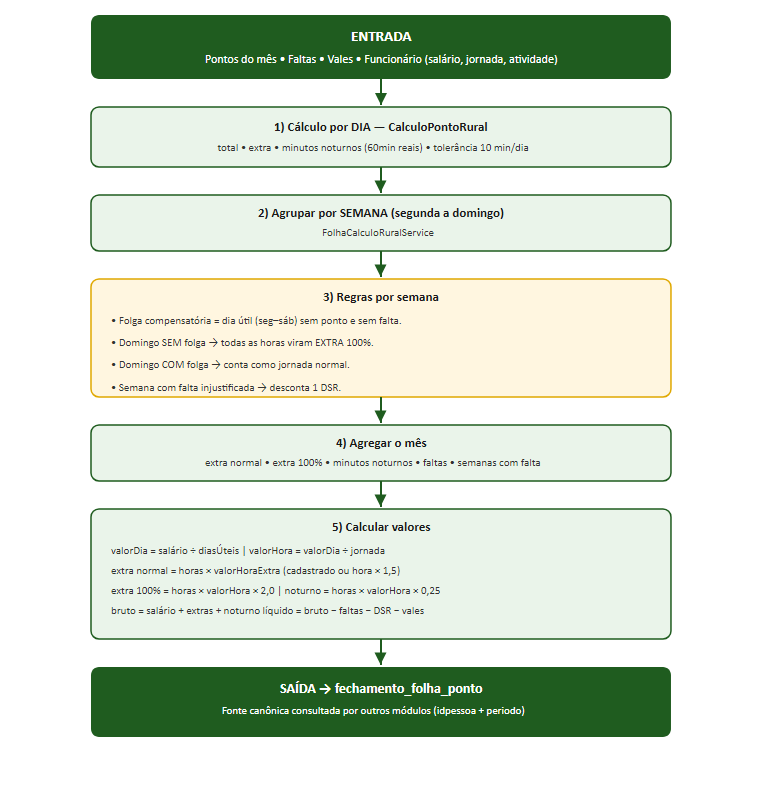 ENTRADA
Pontos do mês • Faltas • Vales • Funcionário (salário, jornada, atividade)
1) Cálculo por DIA — CalculoPontoRural
total • extra • minutos noturnos (60min reais) • tolerância 10 min/dia
2) Agrupar por SEMANA (segunda a domingo)
FolhaCalculoRuralService
3) Regras por semana
• Folga compensatória = dia útil (seg–sáb) sem ponto e sem falta.
• Domingo SEM folga → todas as horas viram EXTRA 100%.
• Domingo COM folga → conta como jornada normal.
• Semana com falta injustificada → desconta 1 DSR.
4) Agregar o mês
extra normal • extra 100% • minutos noturnos • faltas • semanas com falta
5) Calcular valores
valorDia = salário ÷ diasÚteis | valorHora = valorDia ÷ jornada
extra normal = horas × valorHoraExtra (cadastrado ou hora × 1,5)
extra 100% = horas × valorHora × 2,0 | noturno = horas × valorHora × 0,25
bruto = salário + extras + noturno líquido = bruto − faltas − DSR − vales
SAÍDA → fechamento_folha_ponto
Fonte canônica consultada por outros módulos (idpessoa + periodo)